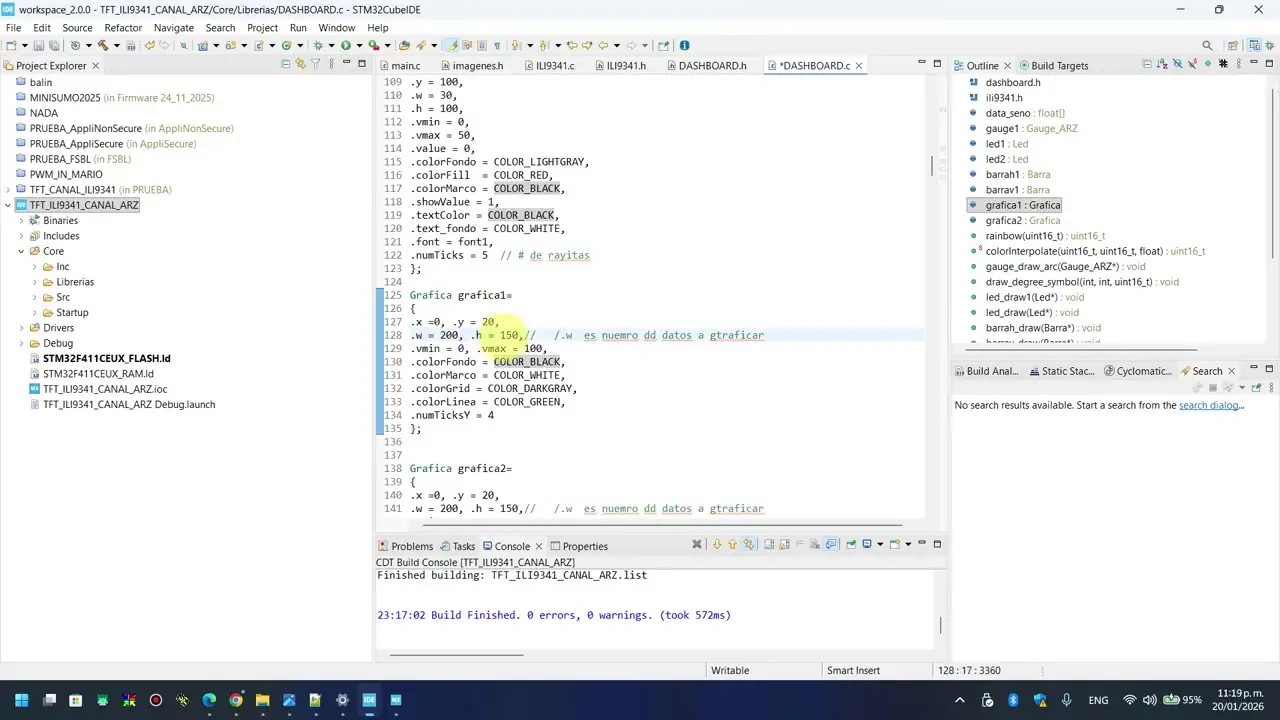 workspace_2.0.0 - TFT_ILI9341_CANAL_ARZ/Core/Librerias/DASHBOARD.c - STM32CubeIDE
File Edit Source Refactor Navigate Search Project Run Window Help
Project Explorer
balin
MINISUMO2025 (in Firmware 24_11_2025)
NADA
PRUEBA_AppliNonSecure (in AppliNonSecure)
PRUEBA_AppliSecure (in AppliSecure)
PRUEBA_FSBL (in FSBL)
PWM_IN_MARIO
TFT_CANAL_ILI9341 (in PRUEBA)
TFT_ILI9341_CANAL_ARZ
Binaries
Includes
Core
Inc
Librerias
Src
Startup
Drivers
Debug
STM32F411CEUX_FLASH.ld
STM32F411CEUX_RAM.ld
TFT_ILI9341_CANAL_ARZ.ioc
TFT_ILI9341_CANAL_ARZ Debug.launch
main.c imagenes.h ILI9341.c ILI9341.h DASHBOARD.h *DASHBOARD.c
109 .y = 100,
110 .w = 30,
111 .h = 100,
112 .vmin = 0,
113 .vmax = 50,
114 .value = 0,
115 .colorFondo = COLOR_LIGHTGRAY,
116 .colorFill = COLOR_RED,
117 .colorMarco = COLOR_BLACK,
118 .showValue = 1,
119 .textColor = COLOR_BLACK,
120 .text_fondo = COLOR_WHITE,
121 .font = font1,
122 .numTicks = 5 // # de rayitas
123 };
124
125 Grafica grafica1=
126 {
127 .x =0, .y = 20,
128 .w = 200, .h = 150,// /.w es nuemro dd datos a gtraficar
129 .vmin = 0, .vmax = 100,
130 .colorFondo = COLOR_BLACK,
131 .colorMarco = COLOR_WHITE,
132 .colorGrid = COLOR_DARKGRAY,
133 .colorLinea = COLOR_GREEN,
134 .numTicksY = 4
135 };
136
137
138 Grafica grafica2=
139 {
140 .x =0, .y = 20,
141 .w = 200, .h = 150,// /.w es nuemro dd datos a gtraficar
Problems Tasks Console Properties
CDT Build Console [TFT_ILI9341_CANAL_ARZ]
Finished building: TFT_ILI9341_CANAL_ARZ.list
23:17:02 Build Finished. 0 errors, 0 warnings. (took 572ms)
Outline Build Targets
dashboard.h
ili9341.h
data_seno : float[]
gauge1 : Gauge_ARZ
led1 : Led
led2 : Led
barrah1 : Barra
barrav1 : Barra
grafica1 : Grafica
grafica2 : Grafica
rainbow(uint16_t) : uint16_t
colorInterpolate(uint16_t, uint16_t, float) : uint16_t
gauge_draw_arc(Gauge_ARZ*) : void
draw_degree_symbol(int, int, uint16_t) : void
led_draw1(Led*) : void
led_draw(Led*) : void
barrah_draw(Barra*) : void
Build Anal... Static Stac... Cyclomatic... Search
No search results available. Start a search from the search dialog...
Writable Smart Insert 128 : 17 : 3360
IDE MX ENG 95% 11:19 p. m.
20/01/2026